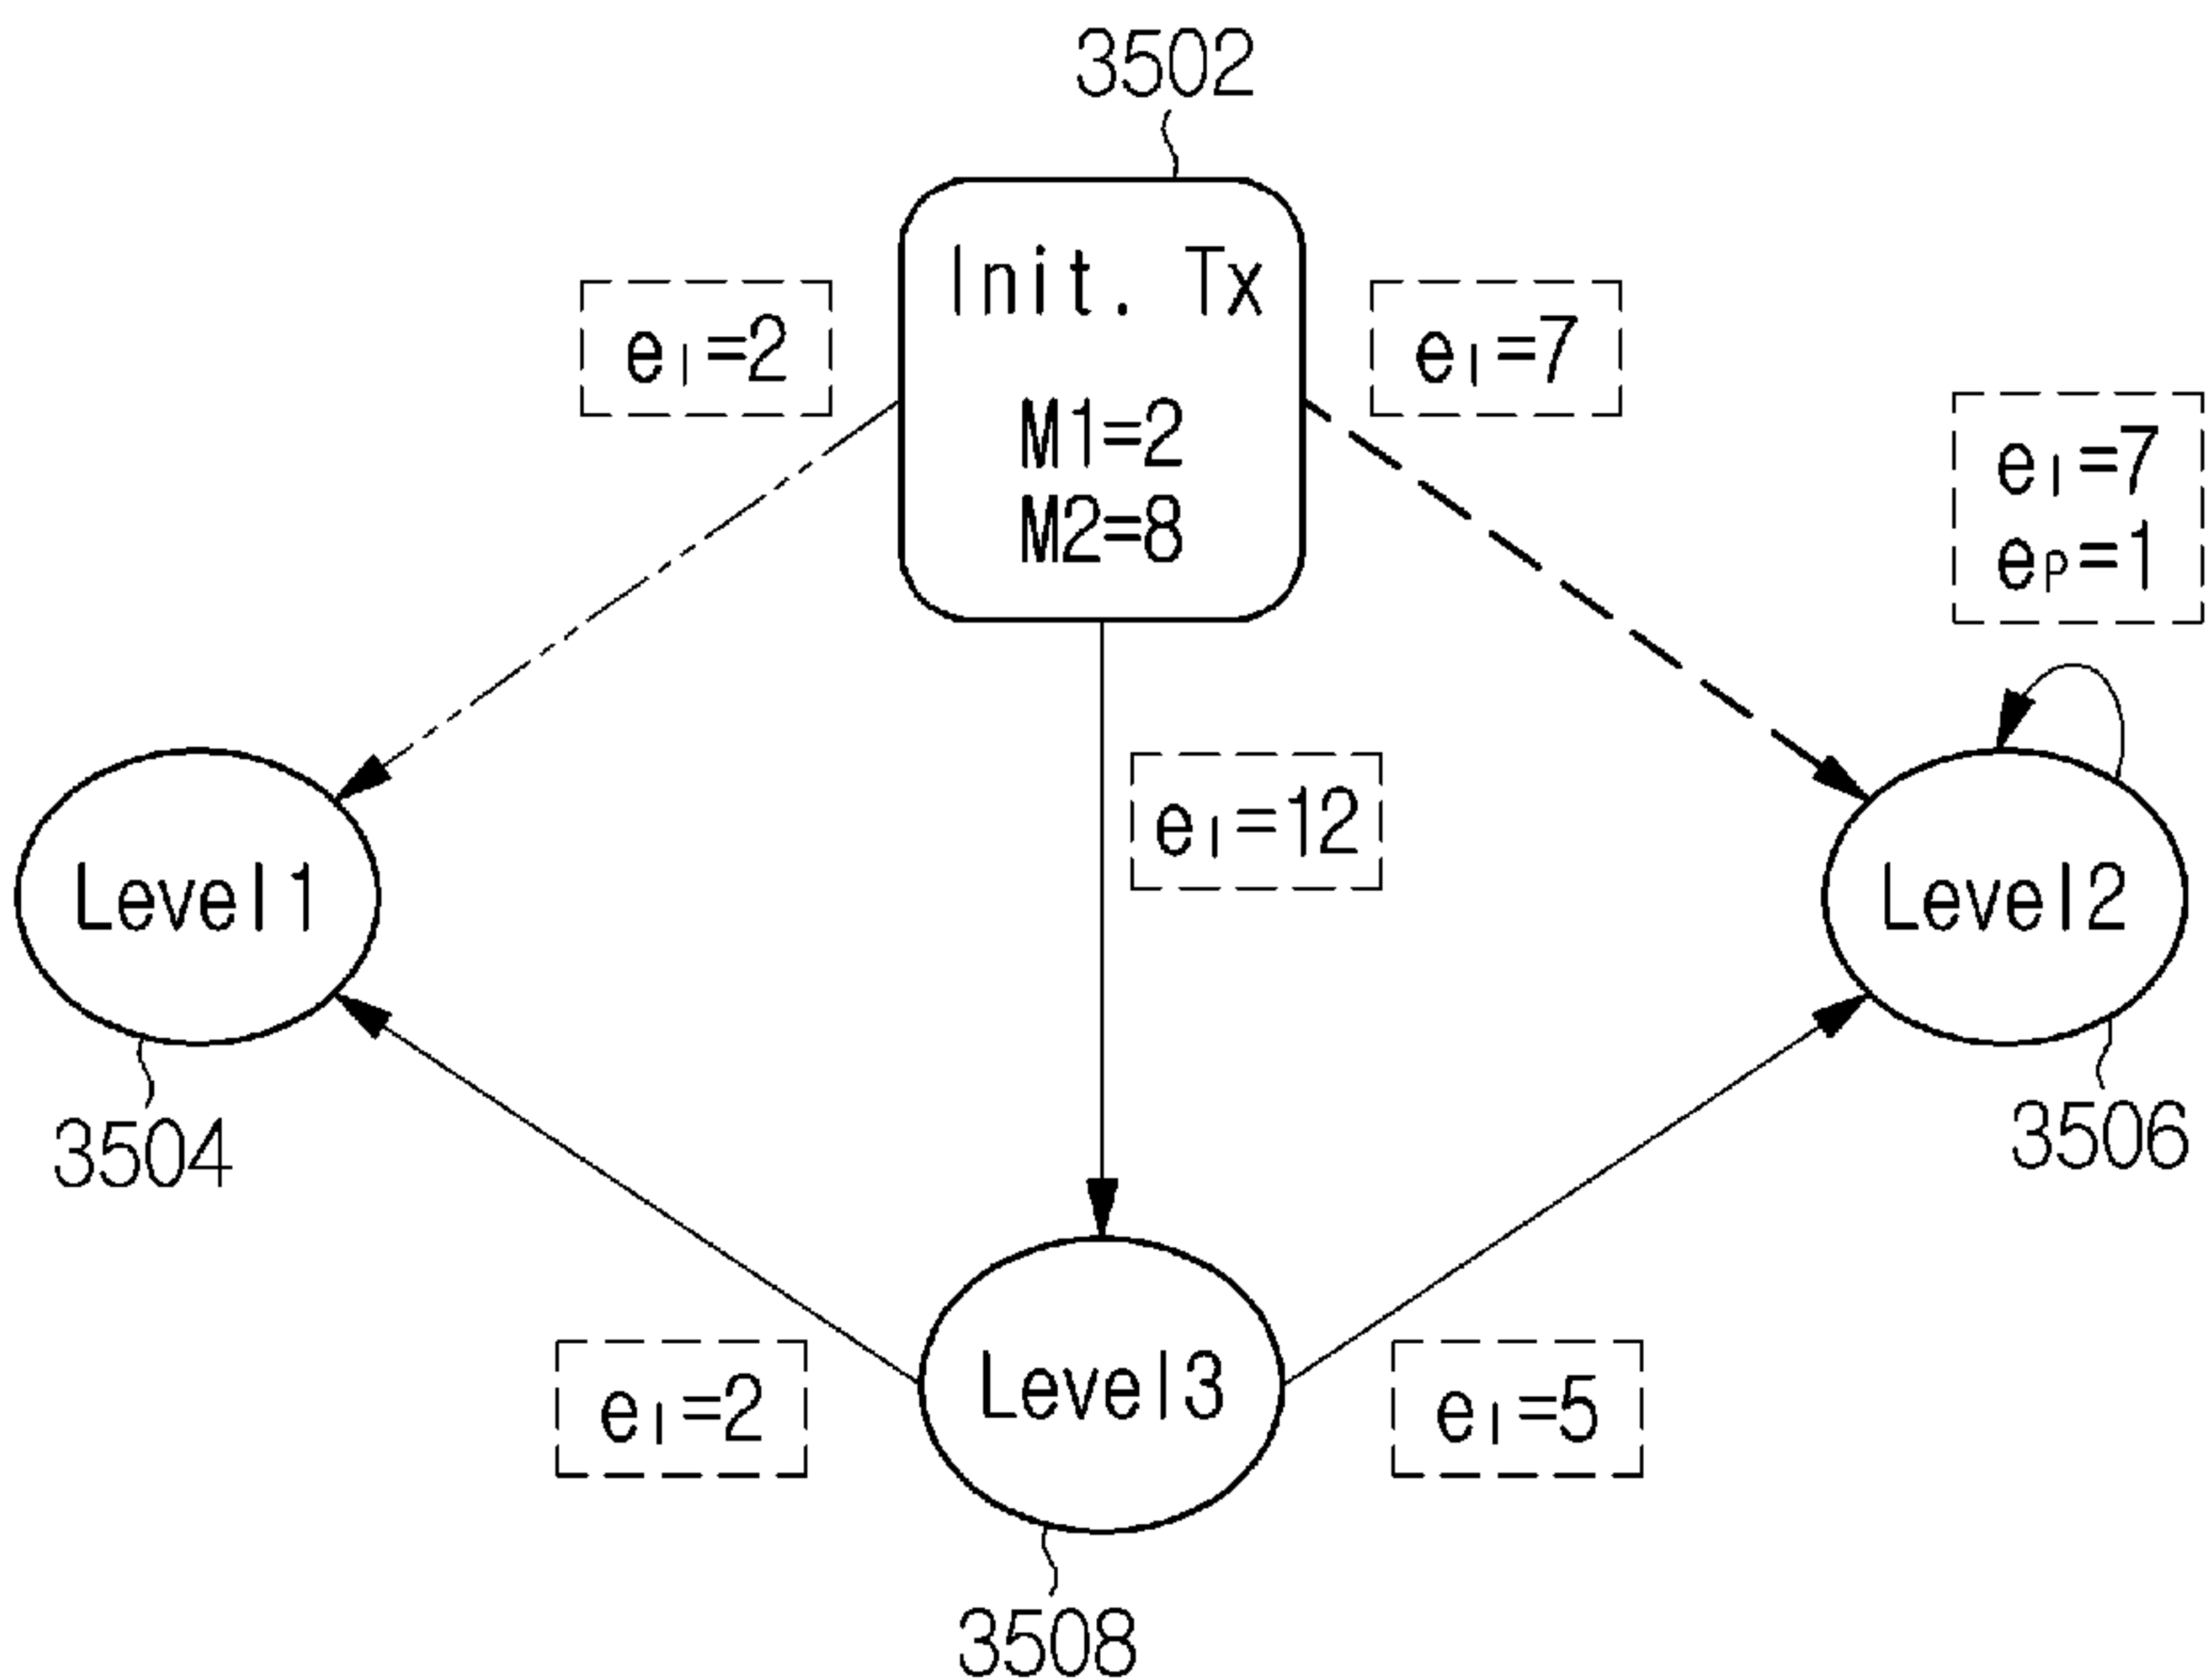 3502
Init. Tx
M1=2
M2=8
eI=2
eI=7
eI=7
eP=1
eI=12
Level1
Level2
3504
3506
Level3
eI=2
eI=5
3508